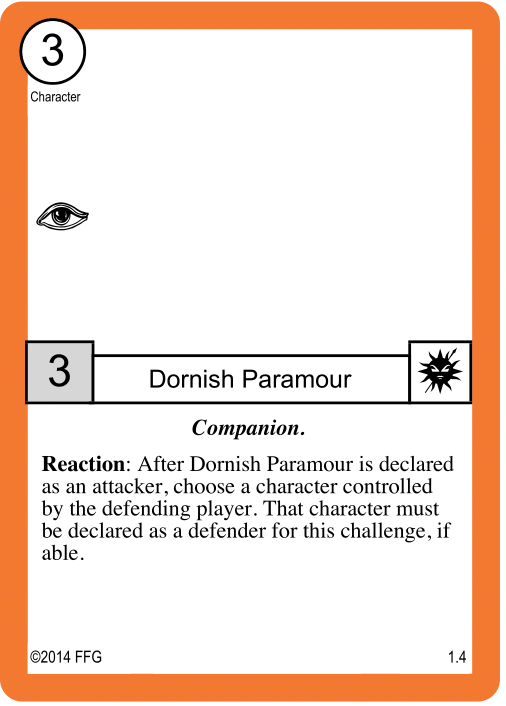 3
Character
3
Dornish Paramour
Companion.
Reaction: After Dornish Paramour is declared
as an attacker, choose a character controlled
by the defending player. That character must
be declared as a defender for this challenge, if
able.
©2014 FFG
1.4